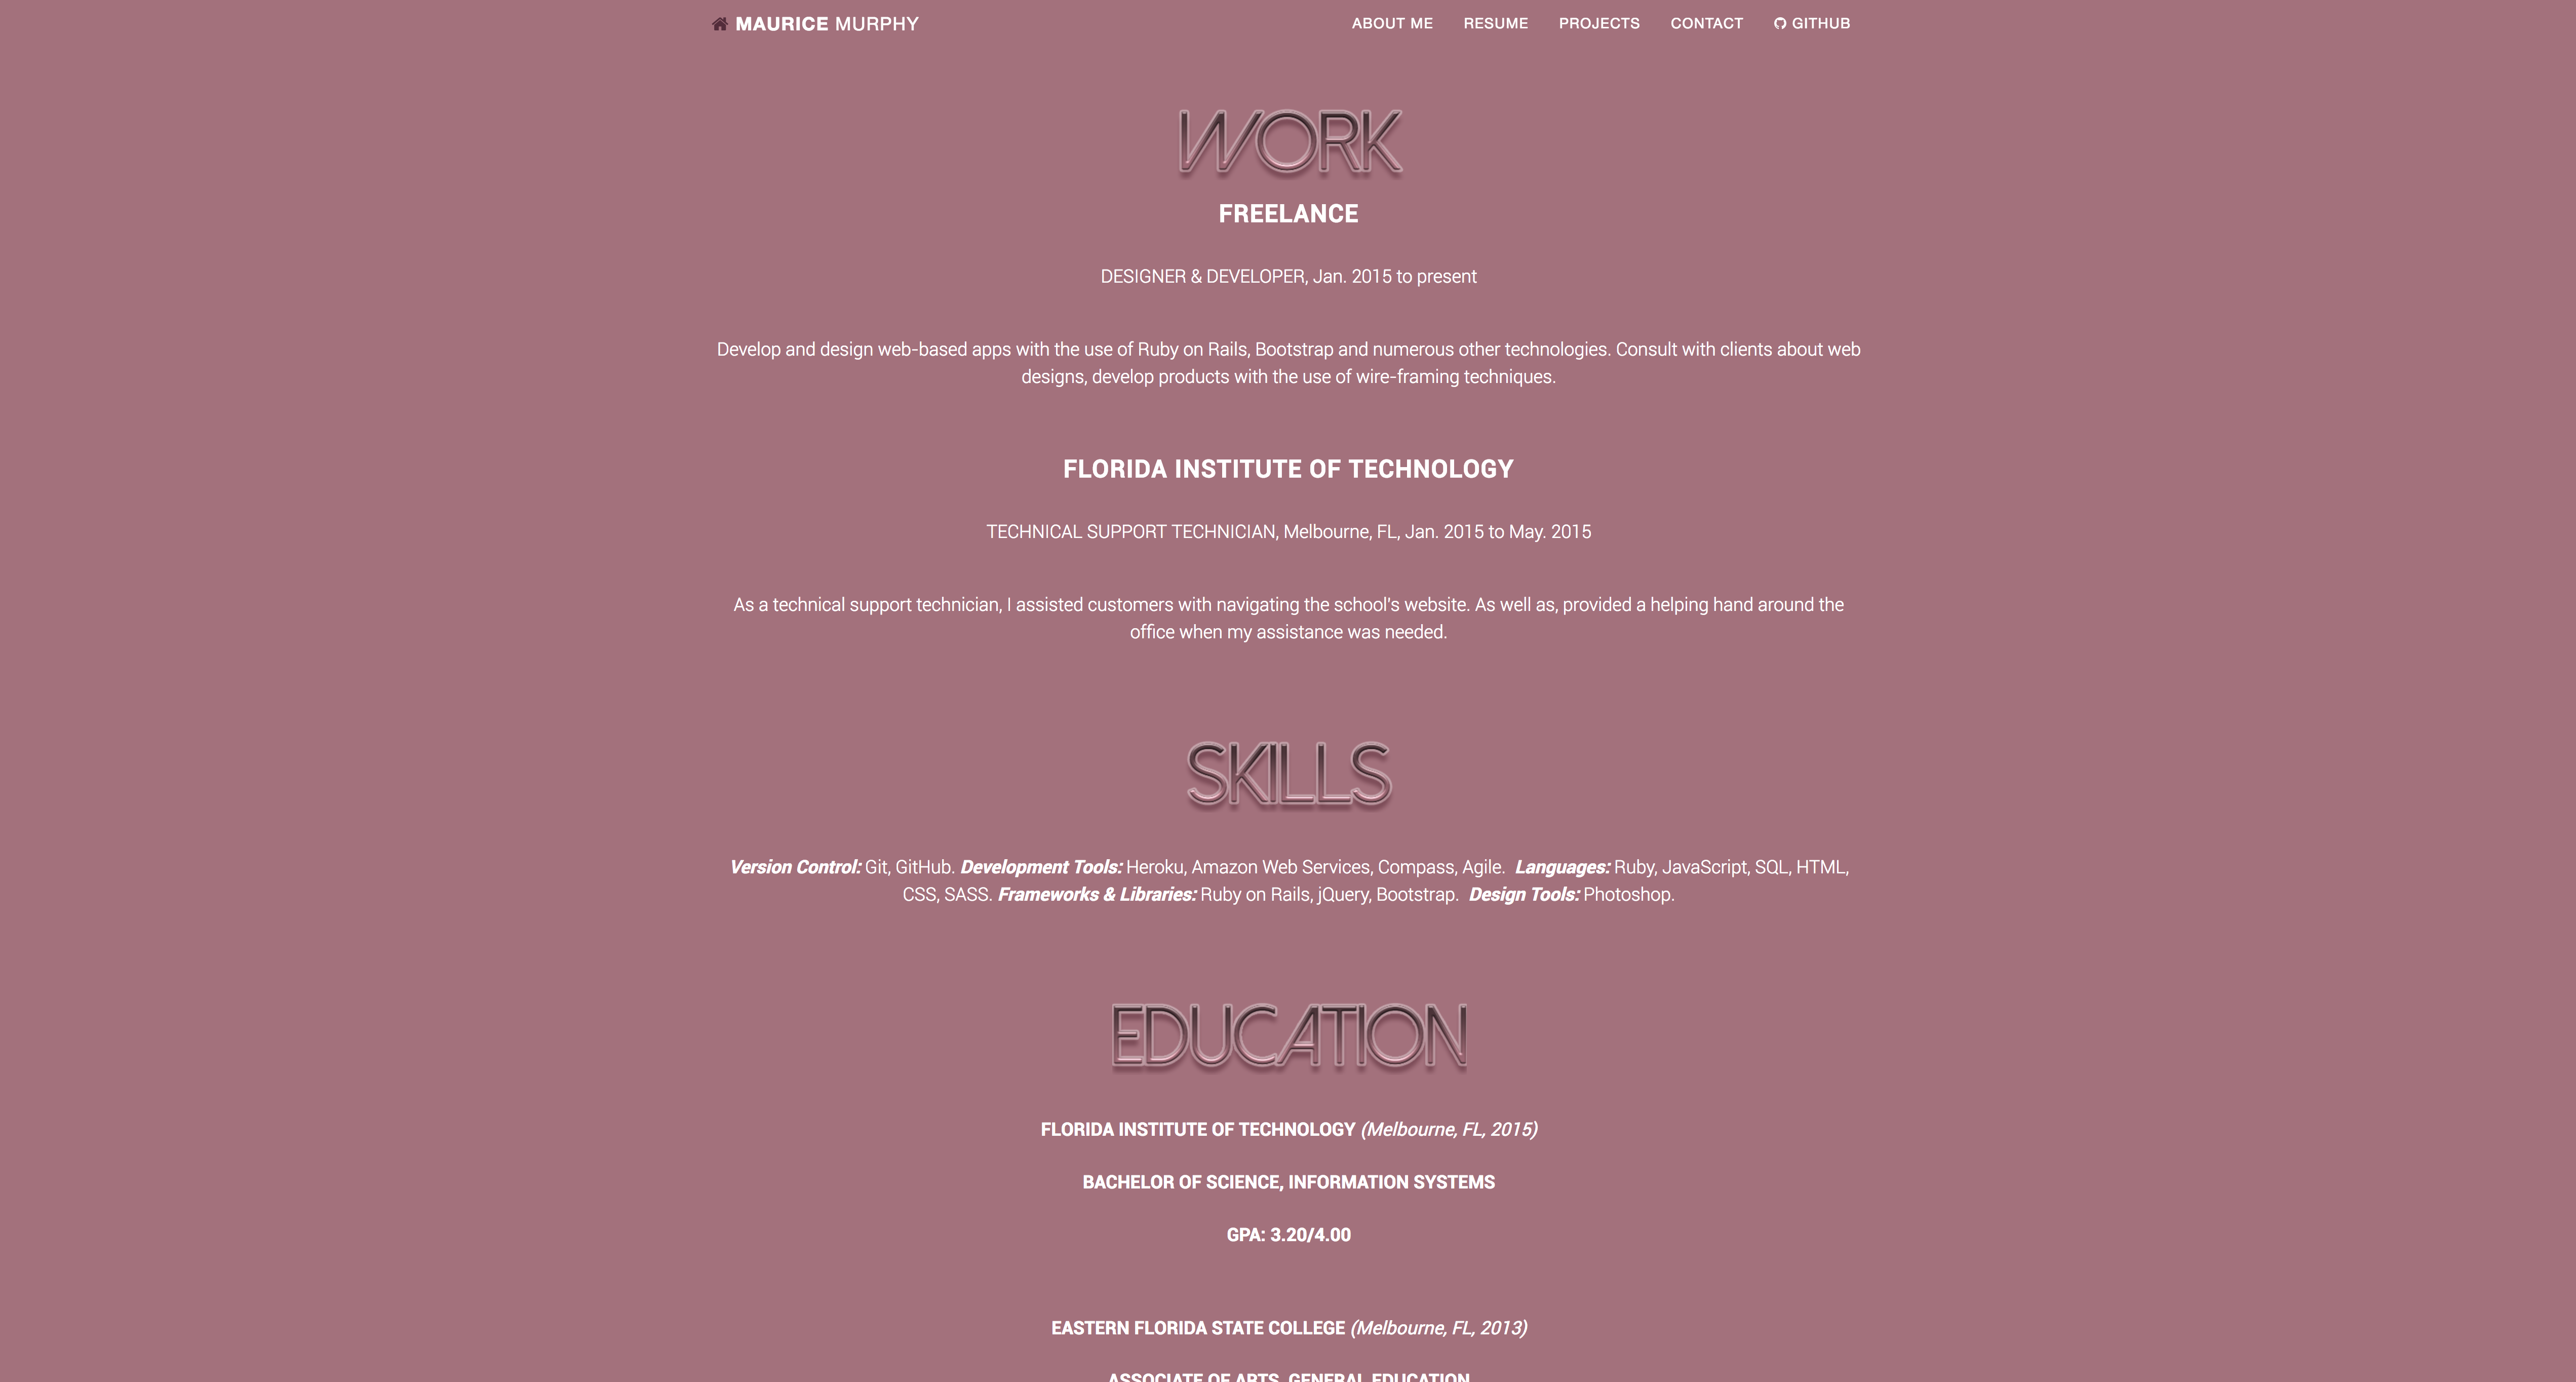 MAURICE MURPHY
ABOUT ME RESUME PROJECTS CONTACT GITHUB
WORK
FREELANCE
DESIGNER & DEVELOPER, Jan. 2015 to present
Develop and design web-based apps with the use of Ruby on Rails, Bootstrap and numerous other technologies. Consult with clients about web
designs, develop products with the use of wire-framing techniques.
FLORIDA INSTITUTE OF TECHNOLOGY
TECHNICAL SUPPORT TECHNICIAN, Melbourne, FL, Jan. 2015 to May. 2015
As a technical support technician, I assisted customers with navigating the school's website. As well as, provided a helping hand around the
office when my assistance was needed.
SKILLS
Version Control: Git, GitHub. Development Tools: Heroku, Amazon Web Services, Compass, Agile. Languages: Ruby, JavaScript, SQL, HTML,
CSS, SASS. Frameworks & Libraries: Ruby on Rails, jQuery, Bootstrap. Design Tools: Photoshop.
EDUCATION
FLORIDA INSTITUTE OF TECHNOLOGY (Melbourne, FL, 2015)
BACHELOR OF SCIENCE, INFORMATION SYSTEMS
GPA: 3.20/4.00
EASTERN FLORIDA STATE COLLEGE (Melbourne, FL, 2013)
ASSOCIATE OF ARTS, GENERAL EDUCATION